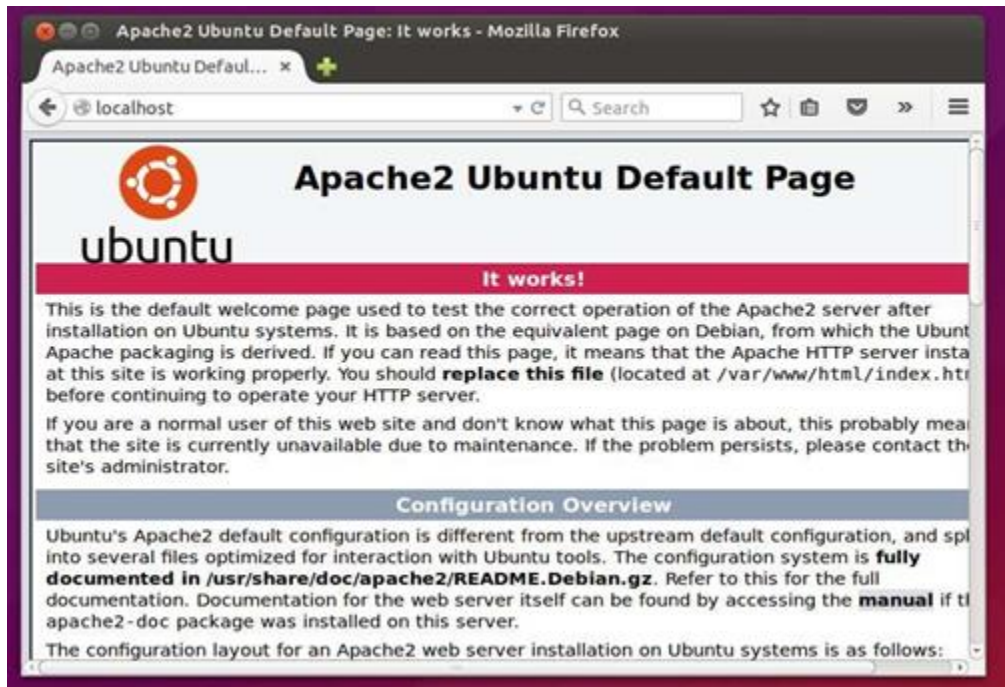 Apache2 Ubuntu Default Page: It works - Mozilla Firefox
Apache2 Ubuntu Defaul... ×
localhost
Search
ubuntu
Apache2 Ubuntu Default Page
It works!
This is the default welcome page used to test the correct operation of the Apache2 server after
installation on Ubuntu systems. It is based on the equivalent page on Debian, from which the Ubunt
Apache packaging is derived. If you can read this page, it means that the Apache HTTP server insta
at this site is working properly. You should replace this file (located at /var/www/html/index.htm
before continuing to operate your HTTP server.
If you are a normal user of this web site and don't know what this page is about, this probably mea
that the site is currently unavailable due to maintenance. If the problem persists, please contact th
site's administrator.
Configuration Overview
Ubuntu's Apache2 default configuration is different from the upstream default configuration, and spl
into several files optimized for interaction with Ubuntu tools. The configuration system is fully
documented in /usr/share/doc/apache2/README.Debian.gz. Refer to this for the full
documentation. Documentation for the web server itself can be found by accessing the manual if th
apache2-doc package was installed on this server.
The configuration layout for an Apache2 web server installation on Ubuntu systems is as follows: